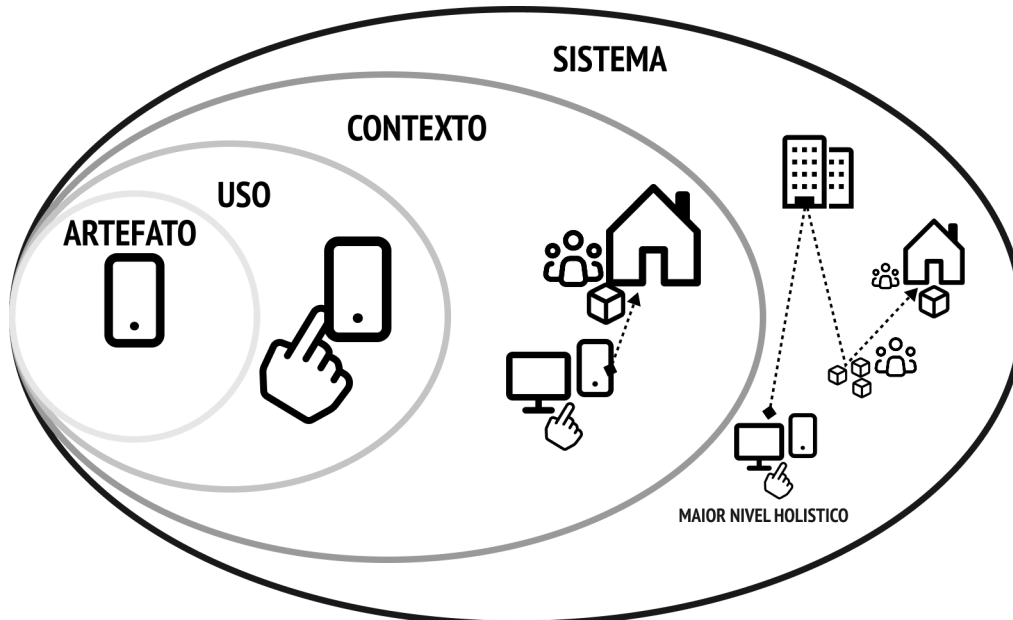 SISTEMA
CONTEXTO
USO
ARTEFATO
MAIOR NIVEL HOLISTICO